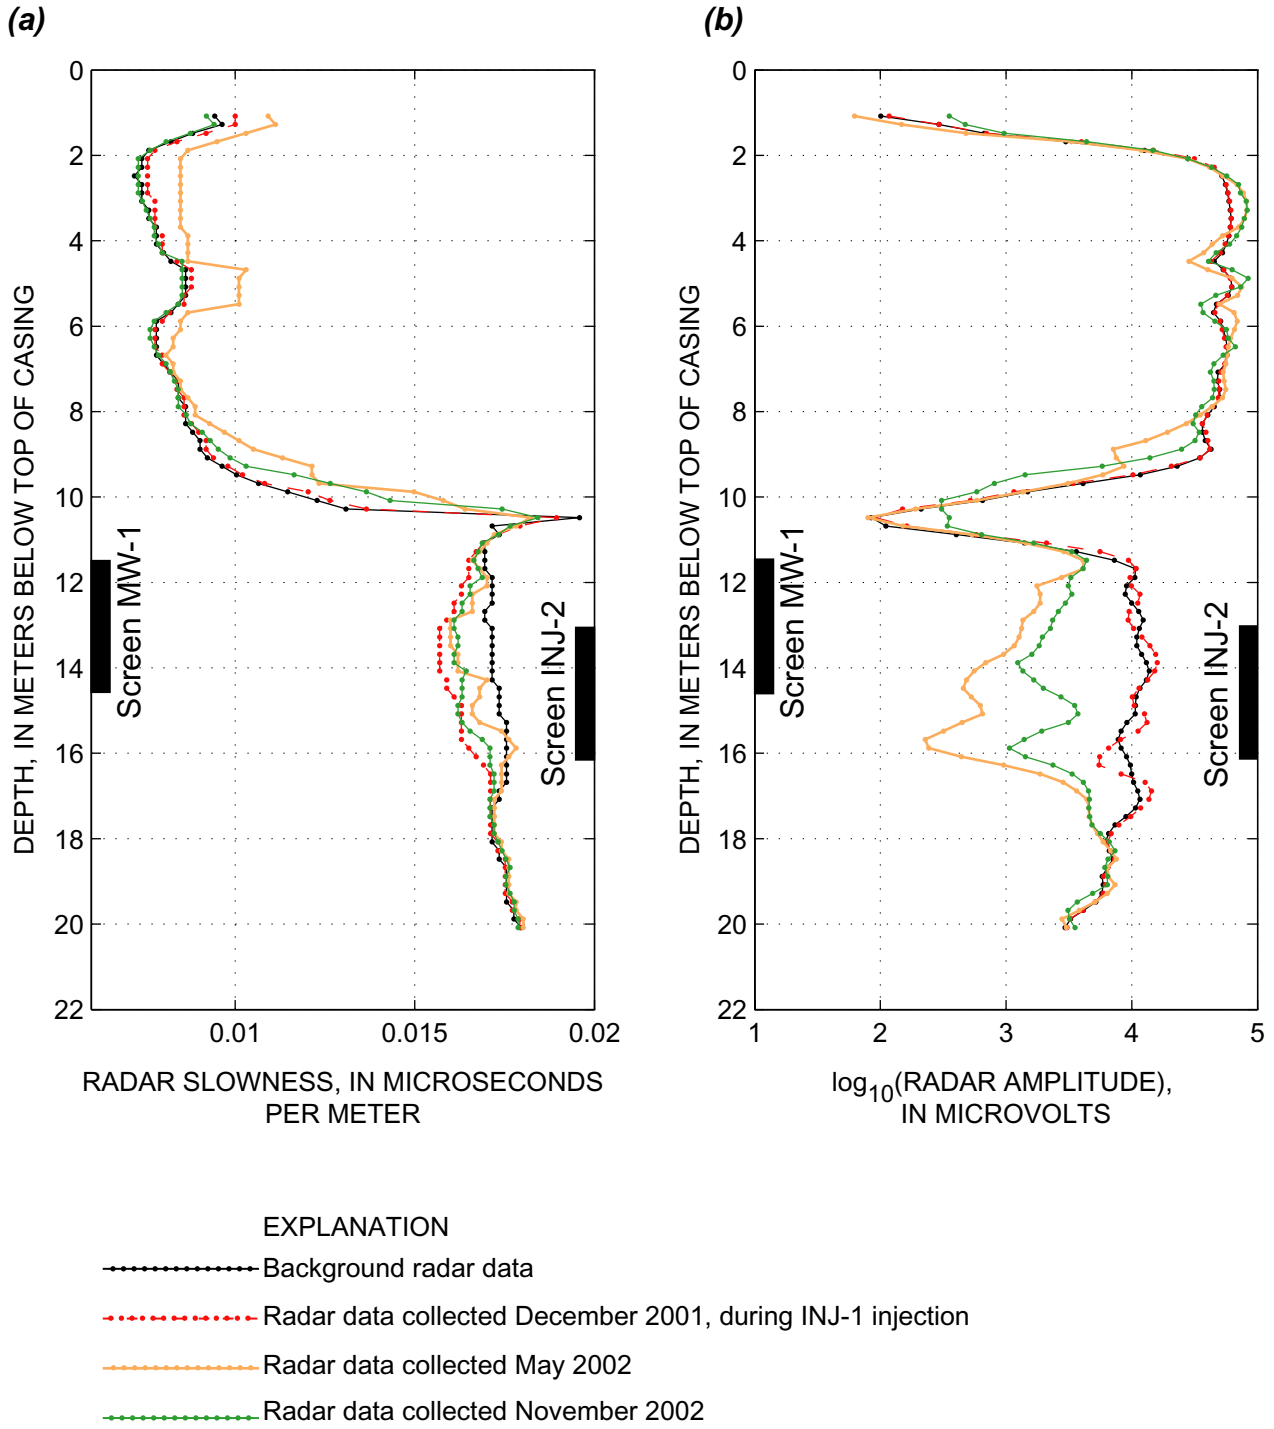 (a)
(b)
0
2
4
6
8
10
12
14
16
18
20
22
DEPTH, IN METERS BELOW TOP OF CASING
Screen MW-1
Screen INJ-2
0.01
0.015
0.02
RADAR SLOWNESS, IN MICROSECONDS
PER METER
0
2
4
6
8
10
12
14
16
18
20
22
DEPTH, IN METERS BELOW TOP OF CASING
Screen MW-1
Screen INJ-2
1
2
3
4
5
log10(RADAR AMPLITUDE),
IN MICROVOLTS
EXPLANATION
Background radar data
Radar data collected December 2001, during INJ-1 injection
Radar data collected May 2002
Radar data collected November 2002